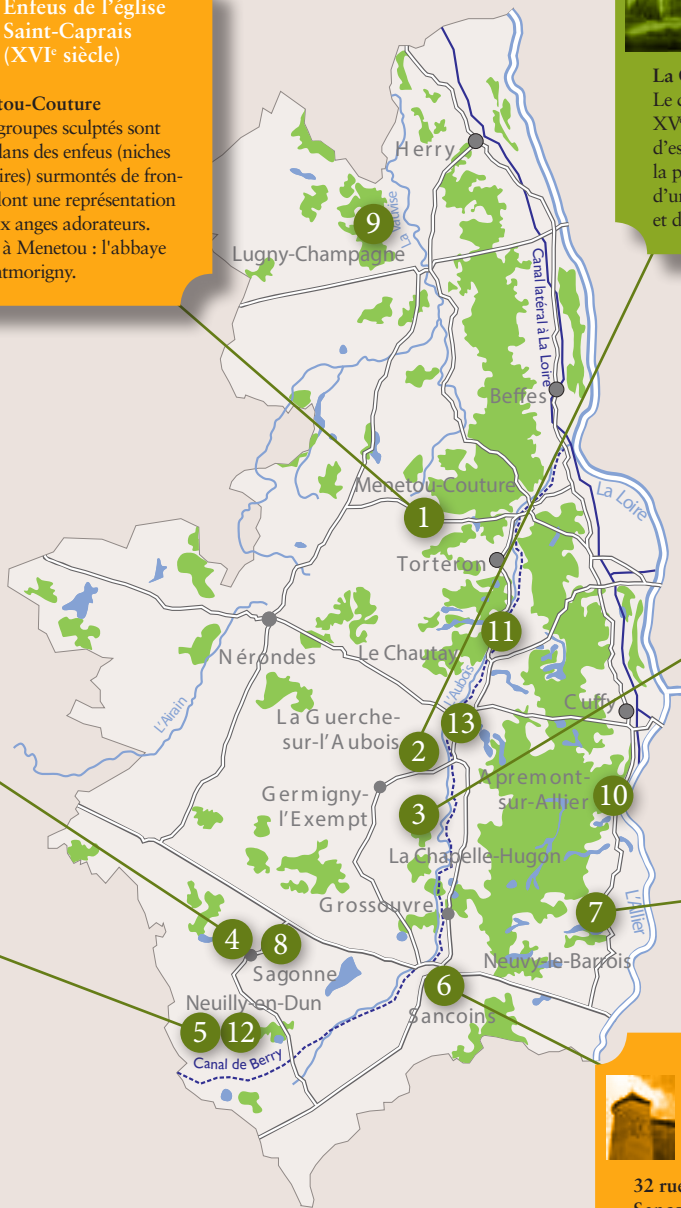 Enfeus de l'église
Saint-Caprais
(XVIe siècle)
tou-Couture
groupes sculptés sont
dans des enfeus (niches
ires) surmontés de fron-
dont une représentation
x anges adorateurs.
à Menetou : l'abbaye
ntmorigny.
La
Le
XV
d'es
la p
d'un
et d
Herry
La Vauvise
9
Lugny-Champagne
Canal latéral à La Loire
Beffes
Menetou-Couture
La Loire
1
Torteron
11
Nérondes
Le Chautay
L'Aubois
L'Airain
La Guerche-
sur-l'Aubois
13
Cuffy
2
Germigny-
l'Exempt
Apremont-
sur-Allier
10
3
La Chapelle-Hugon
Grossouvre
7
L'Allier
4
8
Sagonne
Neuvy-le-Barrois
6
Neuilly-en-Dun
Sancoins
5
12
Canal de Berry
32 rue